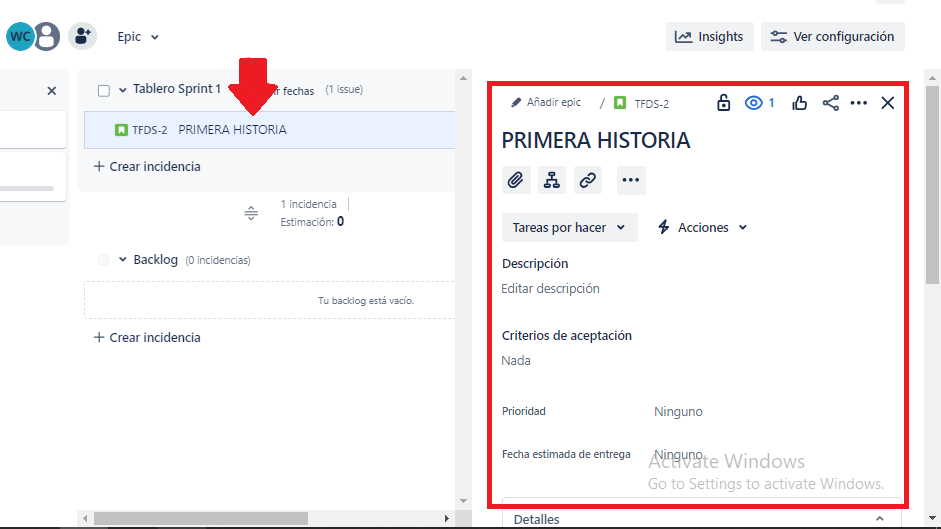 WC
Epic
Insights
Ver configuración
Tablero Sprint 1
r fechas
(1 issue)
TFDS-2 PRIMERA HISTORIA
+ Crear incidencia
1 incidencia
Estimación: 0
Backlog (0 incidencias)
Tu backlog está vacío.
+ Crear incidencia
Añadir epic / TFDS-2
1
PRIMERA HISTORIA
Tareas por hacer
Acciones
Descripción
Editar descripción
Criterios de aceptación
Nada
Prioridad Ninguno
Fecha estimada de entrega Ninguno
Activate Windows
Go to Settings to activate Windows.
Detalles